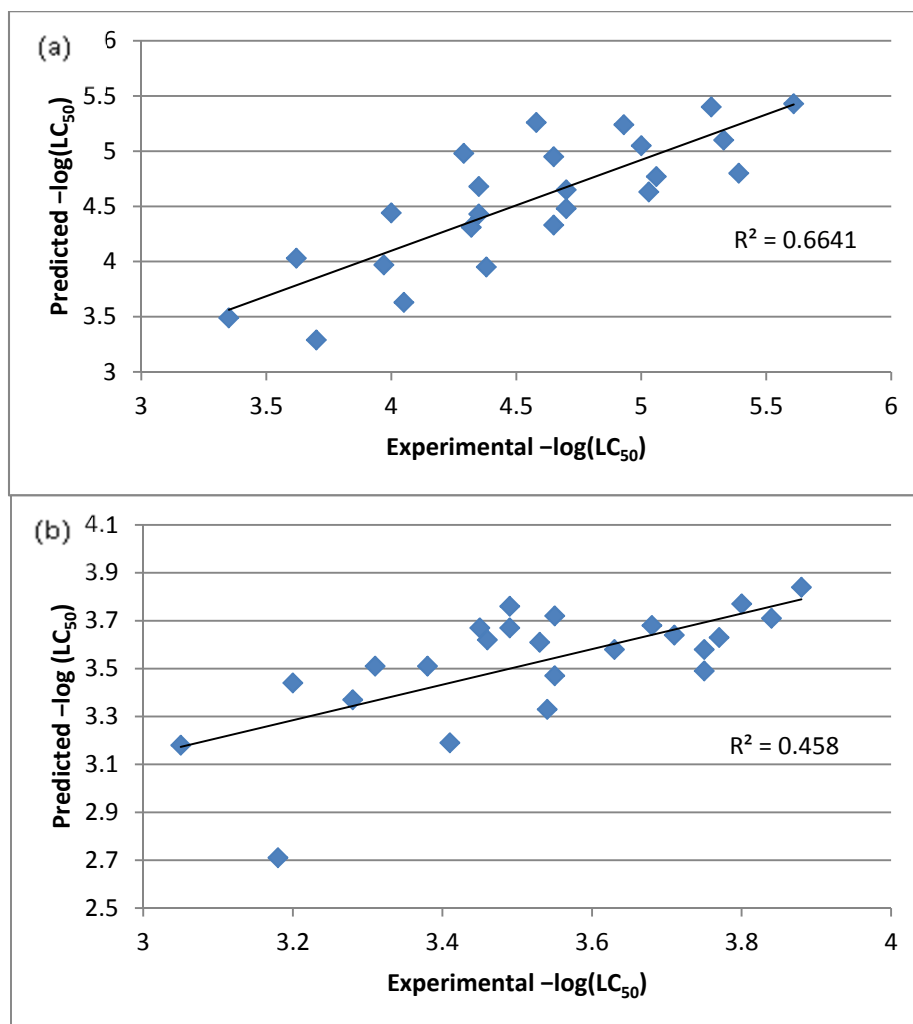 (a)
6
5.5
5
4.5
4
3.5
3
Predicted –log(LC₅₀)
R² = 0.6641
3 3.5 4 4.5 5 5.5 6
Experimental –log(LC₅₀)
(b)
4.1
3.9
3.7
3.5
3.3
3.1
2.9
2.7
2.5
Predicted –log (LC₅₀)
R² = 0.458
3 3.2 3.4 3.6 3.8 4
Experimental –log(LC₅₀)